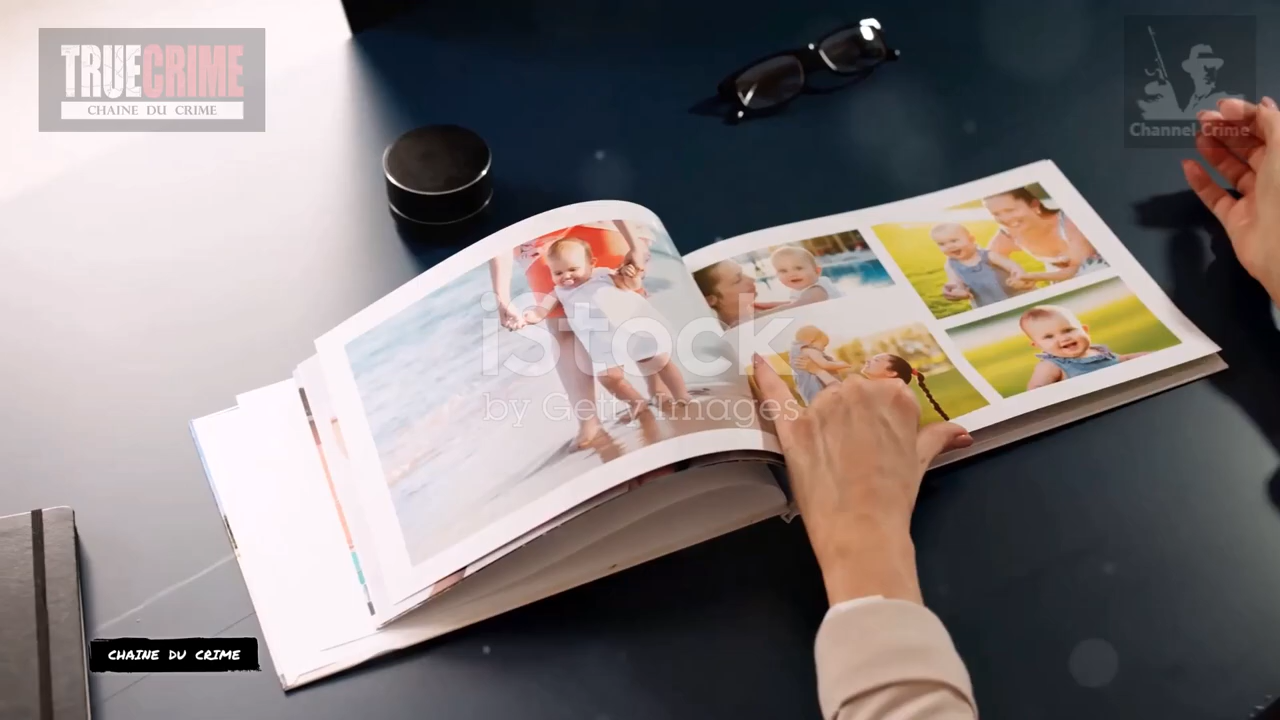 TRUECRIME
CHAINE DU CRIME
Channel Crime
iStock
by Getty Images
CHAINE DU CRIME